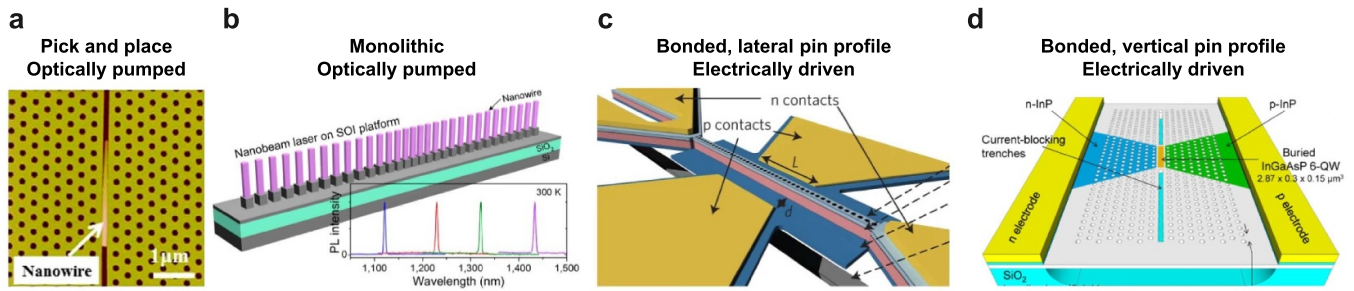 a
Pick and place
Optically pumped
Nanowire
1μm
b
Monolithic
Optically pumped
Nanowire
Nanobeam laser on SOI platform
SiO2
Si
300 K
PL intensity
1,100 1,200 1,300 1,400 1,500
Wavelength (nm)
c
Bonded, lateral pin profile
Electrically driven
n contacts
p contacts
L
d
d
Bonded, vertical pin profile
Electrically driven
n-InP
p-InP
Current-blocking
trenches
Buried
InGaAsP 6-QW
2.87 x 0.3 x 0.15 μm³
n electrode
p electrode
SiO2